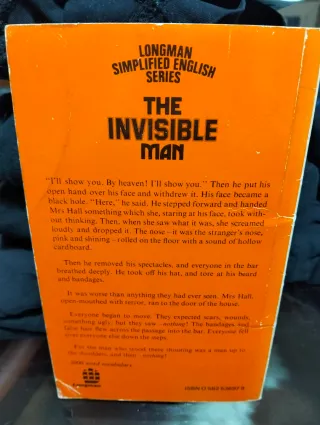 LONGMAN
SIMPLIFIED ENGLISH
SERIES
THE
INVISIBLE
MAN
"I'll show you. By heaven! I'll show you." Then he put his
open hand over his face and withdrew it. His face became a
black hole. "Here," he said. He stepped forward and handed
Mrs Hall something which she, staring at his face, took with-
out thinking. Then, when she saw what it was, she screamed
loudly and dropped it. The nose – it was the stranger's nose,
pink and shining – rolled on the floor with a sound of hollow
cardboard.
Then he removed his spectacles, and everyone in the bar
breathed deeply. He took off his hat, and tore at his beard
and bandages.
It was worse than anything they had ever seen. Mrs Hall,
open mouthed with terror, ran to the door of the house.
Everyone began to move. They expected scars, wounds,
something ugly, but they saw – nothing! The bandages and
false hair flew across the passage into the bar. Everyone fell
over everyone else down the steps.
For the man who stood there shouting was a man up to
the shoulders, and then – nothing!
2000 word vocabulary
Longman